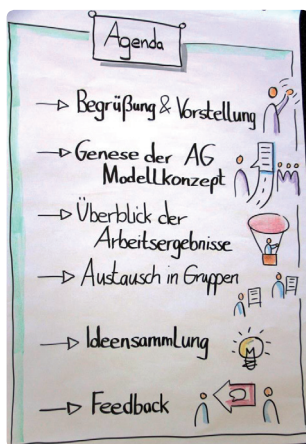 Agenda
Begrüßung & Vorstellung
Genese der AG
Modellkonzept
Überblick der
Arbeitsergebnisse
Austausch in Gruppen
Ideensammlung
Feedback